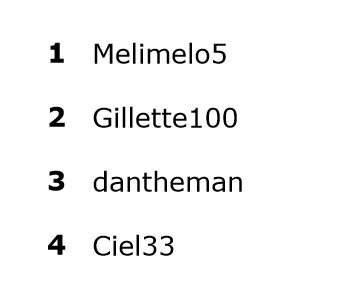 1 Melimelo5
2 Gillette100
3 dantheman
4 Ciel33